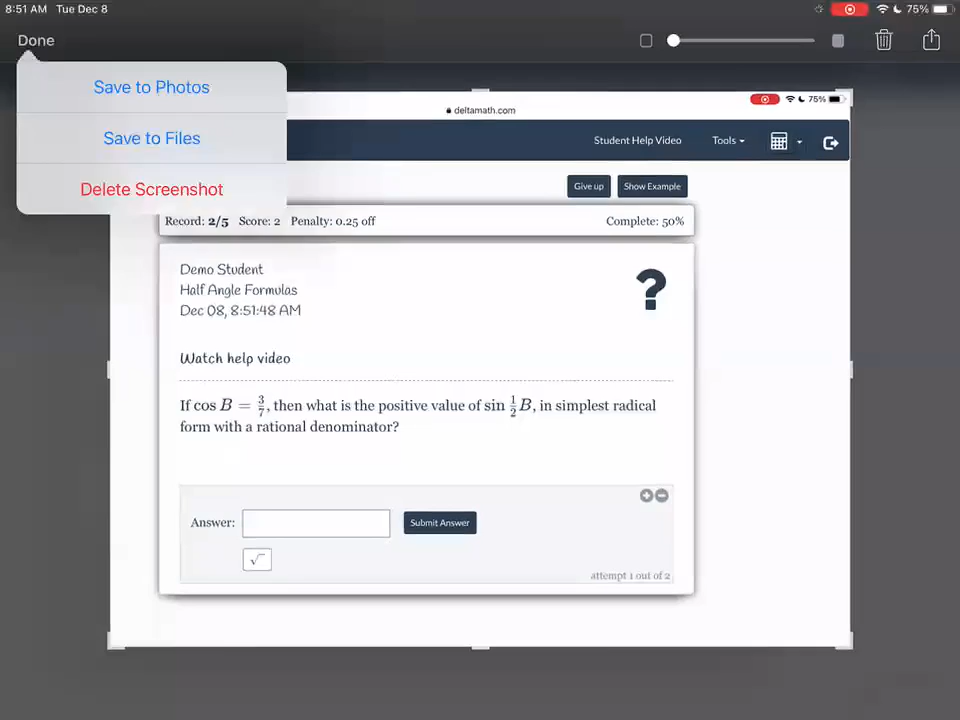 8:51 AM Tue Dec 8
75%
Done
Save to Photos
Save to Files
Delete Screenshot
75%
deltamath.com
Student Help Video Tools
Give up Show Example
Record: 2/5 Score: 2 Penalty: 0.25 off Complete: 50%
Demo Student
Half Angle Formulas
Dec 08, 8:51:48 AM
?
Watch help video
If cos B = 3/7, then what is the positive value of sin 1/2 B, in simplest radical
form with a rational denominator?
Answer: Submit Answer
√
attempt 1 out of 2